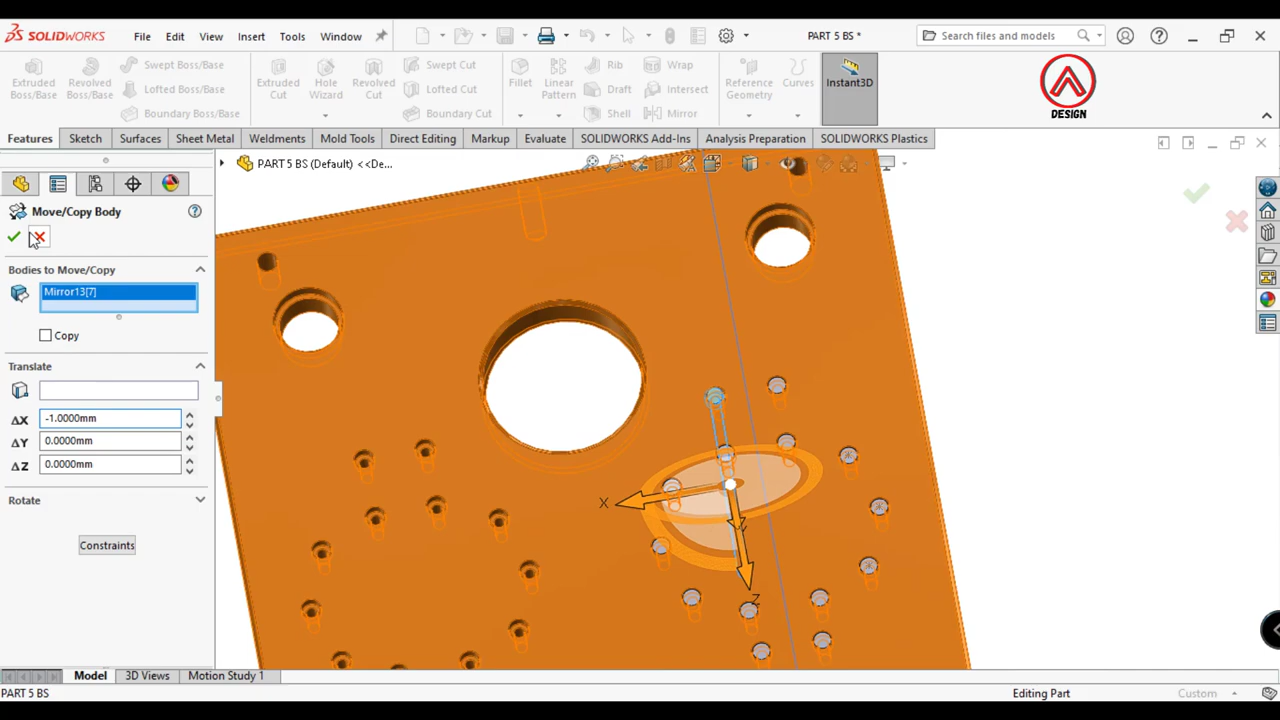 SOLIDWORKS File Edit View Insert Tools Window PART 5 BS * Search files and models
Extruded Boss/Base
Revolved Boss/Base
Swept Boss/Base
Lofted Boss/Base
Boundary Boss/Base
Extruded Cut
Hole Wizard
Revolved Cut
Swept Cut
Lofted Cut
Boundary Cut
Fillet
Linear Pattern
Rib
Draft
Shell
Wrap
Intersect
Mirror
Reference Geometry
Curves
Instant3D
DESIGN
Features Sketch Surfaces Sheet Metal Weldments Mold Tools Direct Editing Markup Evaluate SOLIDWORKS Add-Ins Analysis Preparation SOLIDWORKS Plastics
PART 5 BS (Default) <<De...
Move/Copy Body
Bodies to Move/Copy
Mirror13[7]
Copy
Translate
ΔX -1.0000mm
ΔY 0.0000mm
ΔZ 0.0000mm
Rotate
Constraints
X
Z
Model 3D Views Motion Study 1
PART 5 BS Editing Part Custom